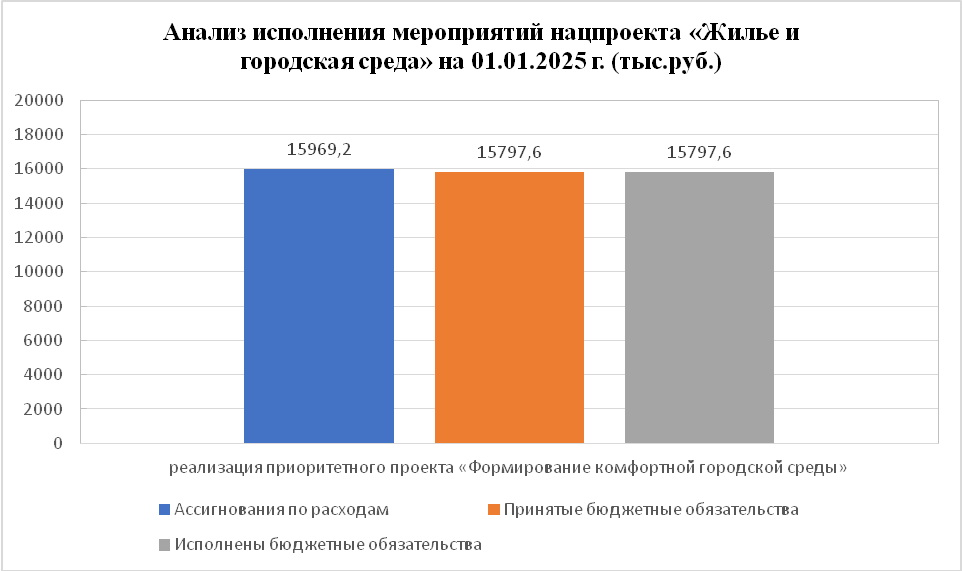 Анализ исполнения мероприятий нацпроекта «Жилье и
городская среда» на 01.01.2025 г. (тыс.руб.)
20000
18000
16000
14000
12000
10000
8000
6000
4000
2000
0
15969,2
15797,6
15797,6
реализация приоритетного проекта «Формирование комфортной городской среды»
Ассигнования по расходам
Принятые бюджетные обязательства
Исполнены бюджетные обязательства